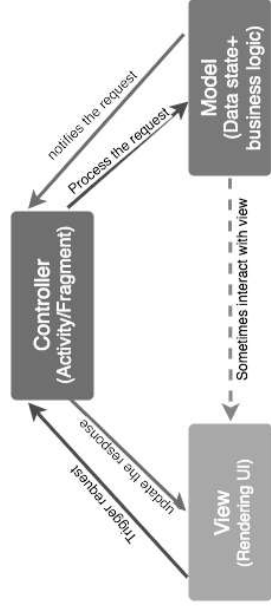 Controller
(Activity/Fragment)
Trigger request
update the response
Process the request
notifies the request
View
(Rendering UI)
Sometimes interact with view
Model
(Data state+
business logic)